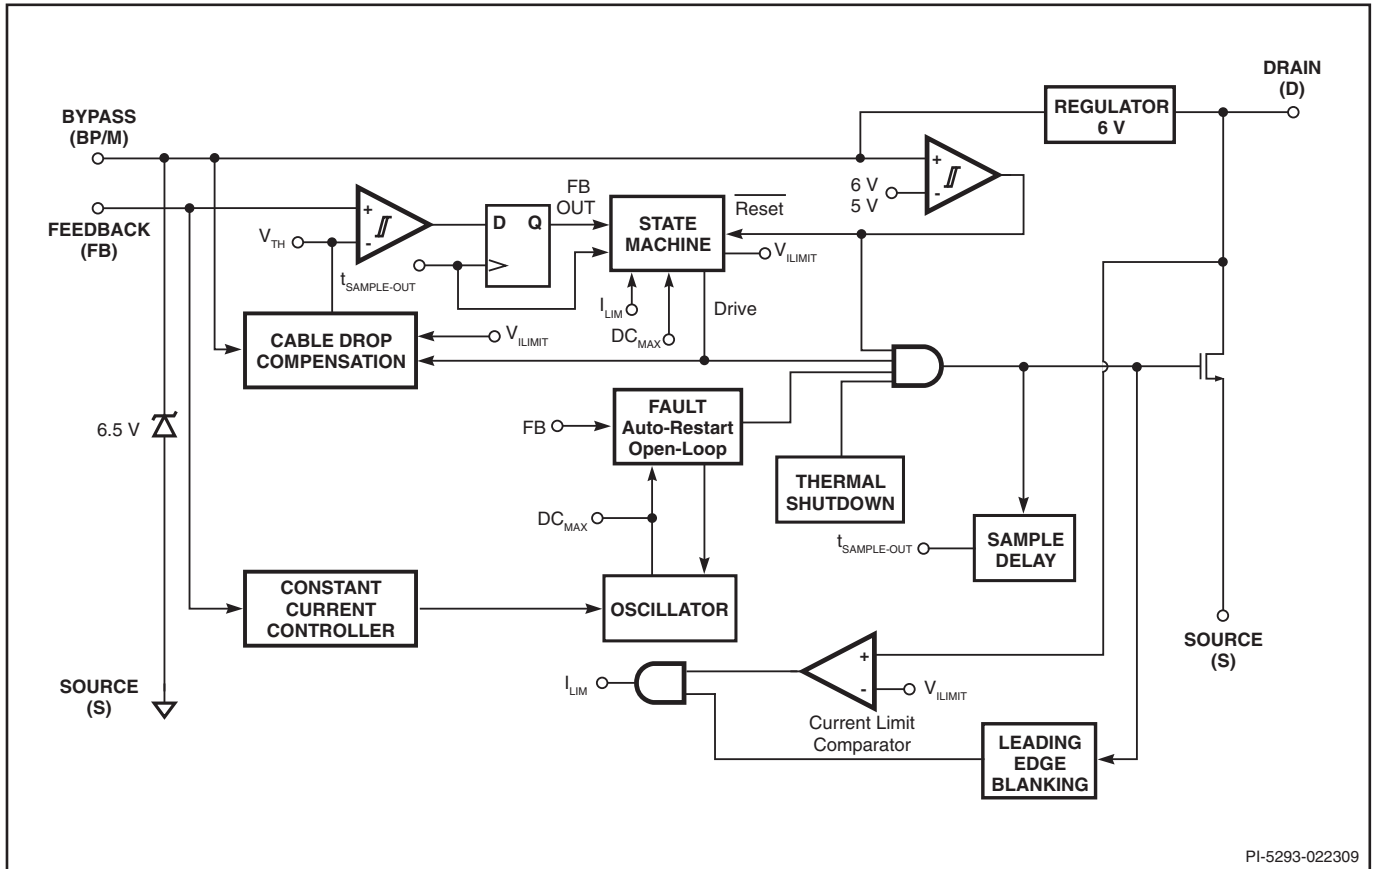 DRAIN
(D)
BYPASS
(BP/M)
REGULATOR
6 V
+
-
6 V
5 V
FEEDBACK
(FB)
FB
OUT
Reset
+
-
V_TH
D Q
STATE
MACHINE
t_SAMPLE-OUT
V_ILIMIT
I_LIM
DC_MAX
Drive
CABLE DROP
COMPENSATION
V_ILIMIT
6.5 V
FB
FAULT
Auto-Restart
Open-Loop
THERMAL
SHUTDOWN
DC_MAX
t_SAMPLE-OUT
SAMPLE
DELAY
CONSTANT
CURRENT
CONTROLLER
OSCILLATOR
SOURCE
(S)
+
-
SOURCE
(S)
I_LIM
V_ILIMIT
Current Limit
Comparator
LEADING
EDGE
BLANKING
PI-5293-022309